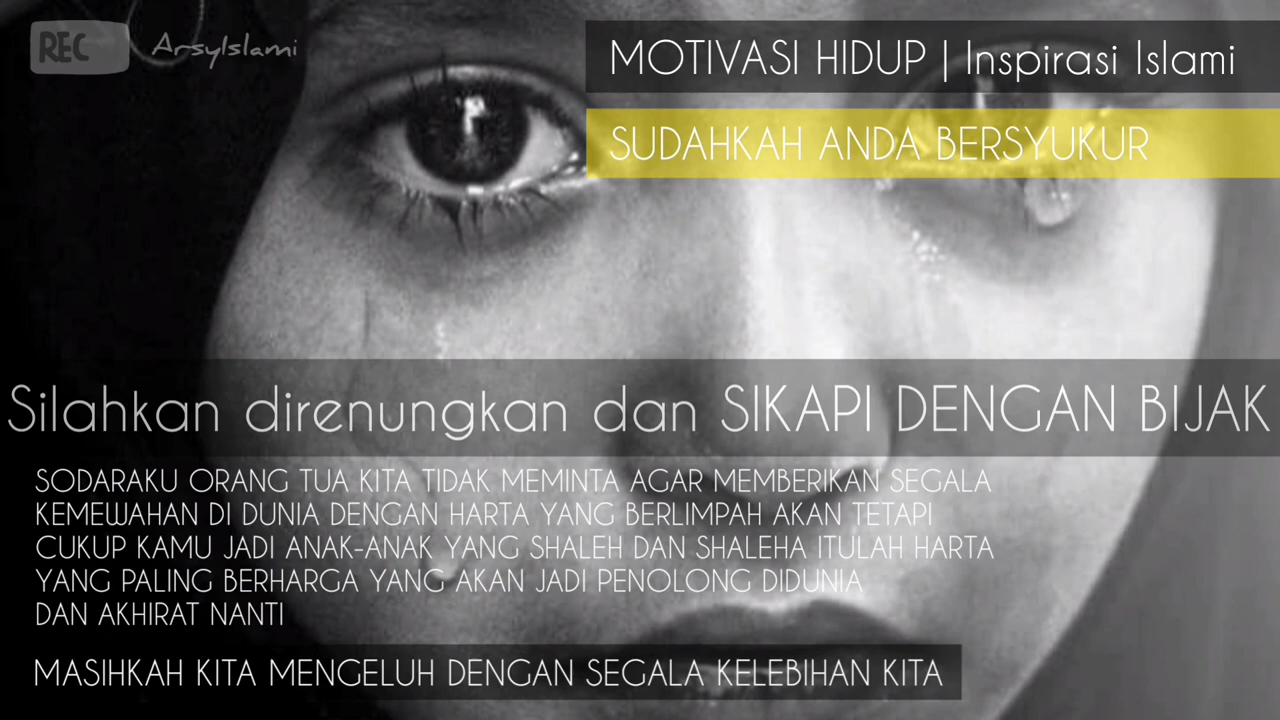 REC
ArsyIslami
MOTIVASI HIDUP | Inspirasi Islami
SUDAHKAH ANDA BERSYUKUR
Silahkan direnungkan dan SIKAPI DENGAN BIJAK
SODARAKU ORANG TUA KITA TIDAK MEMINTA AGAR MEMBERIKAN SEGALA
KEMEWAHAN DI DUNIA DENGAN HARTA YANG BERLIMPAH AKAN TETAPI
CUKUP KAMU JADI ANAK-ANAK YANG SHALEH DAN SHALEHA ITULAH HARTA
YANG PALING BERHARGA YANG AKAN JADI PENOLONG DIDUNIA
DAN AKHIRAT NANTI
MASIHKAH KITA MENGELUH DENGAN SEGALA KELEBIHAN KITA